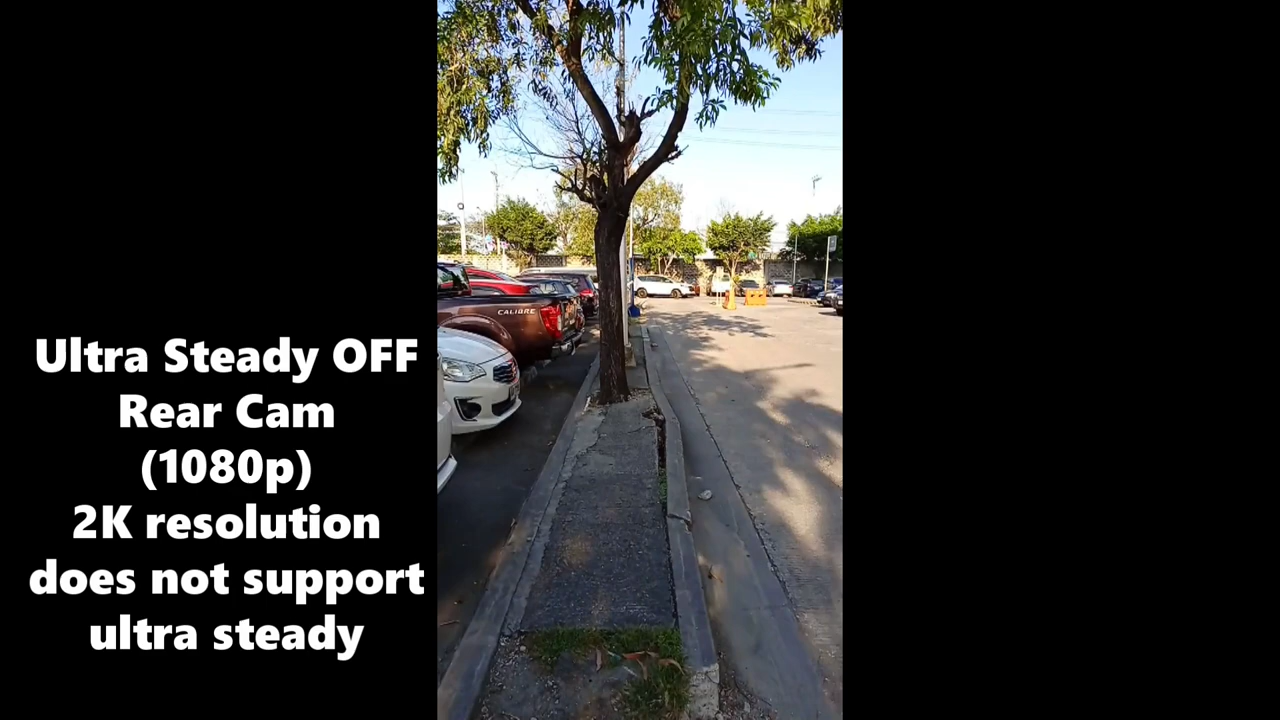 Ultra Steady OFF
Rear Cam
(1080p)
2K resolution
does not support
ultra steady
CALIBRE